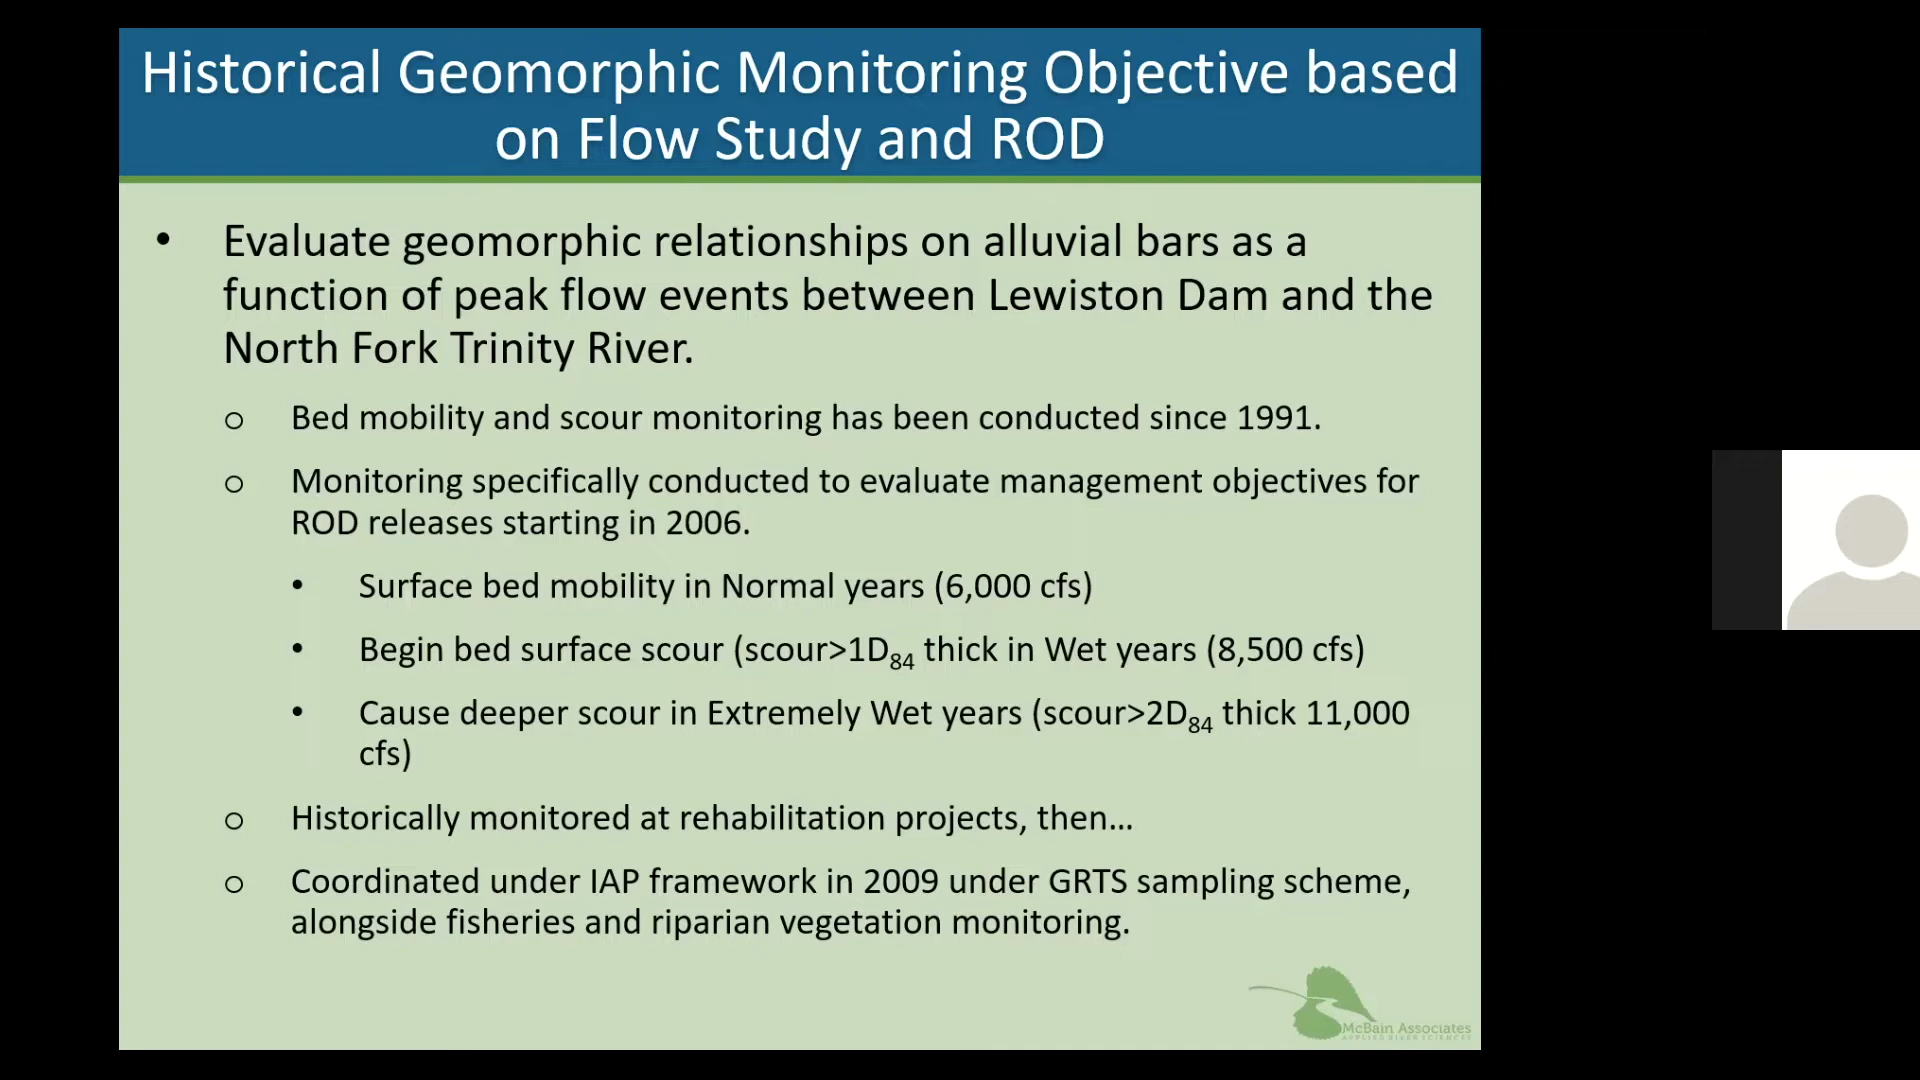 Historical Geomorphic Monitoring Objective based
on Flow Study and ROD
• Evaluate geomorphic relationships on alluvial bars as a
function of peak flow events between Lewiston Dam and the
North Fork Trinity River.
o Bed mobility and scour monitoring has been conducted since 1991.
o Monitoring specifically conducted to evaluate management objectives for
ROD releases starting in 2006.
• Surface bed mobility in Normal years (6,000 cfs)
• Begin bed surface scour (scour>1D84 thick in Wet years (8,500 cfs)
• Cause deeper scour in Extremely Wet years (scour>2D84 thick 11,000
cfs)
o Historically monitored at rehabilitation projects, then...
o Coordinated under IAP framework in 2009 under GRTS sampling scheme,
alongside fisheries and riparian vegetation monitoring.
McBain Associates
APPLIED RIVER SCIENCES